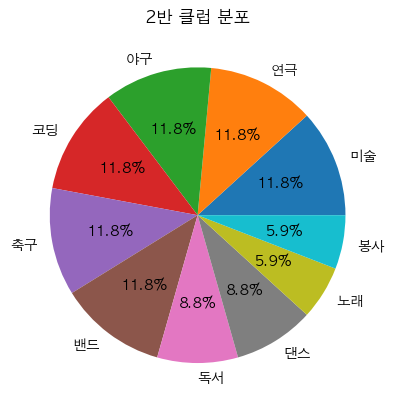 2반 클럽 분포
야구
연극
코딩
미술
11.8%
11.8%
11.8%
11.8%
축구
11.8%
5.9%
봉사
11.8%
8.8%
8.8%
5.9%
노래
밴드
댄스
독서